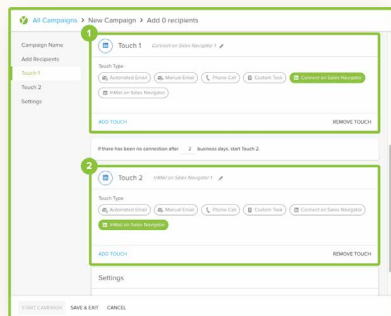 All Campaigns > New Campaign > Add 0 recipients
Campaign Name
Add Recipients
Touch 1
Touch 2
Settings
1
Touch 1 Connect on Sales Navigator 1
Touch Type
Automated Email Manual Email Phone Call Custom Task Connect on Sales Navigator
InMail on Sales Navigator
ADD TOUCH REMOVE TOUCH
If there has been no connection after 2 business days, start Touch 2.
2
Touch 2 InMail on Sales Navigator 1
Touch Type
Automated Email Manual Email Phone Call Custom Task Connect on Sales Navigator
InMail on Sales Navigator
ADD TOUCH REMOVE TOUCH
Settings
START CAMPAIGN SAVE & EXIT CANCEL